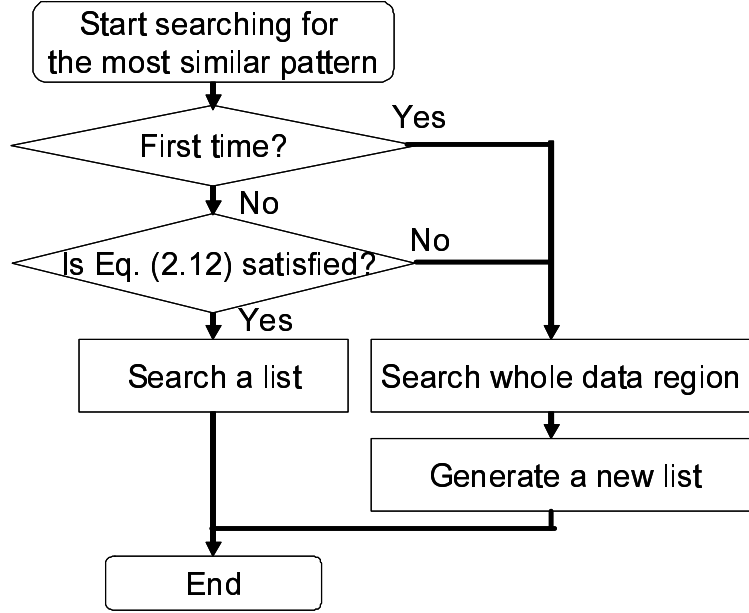 Start searching for
the most similar pattern
Yes
First time?
No
No
Is Eq. (2.12) satisfied?
Yes
Search a list
Search whole data region
Generate a new list
End